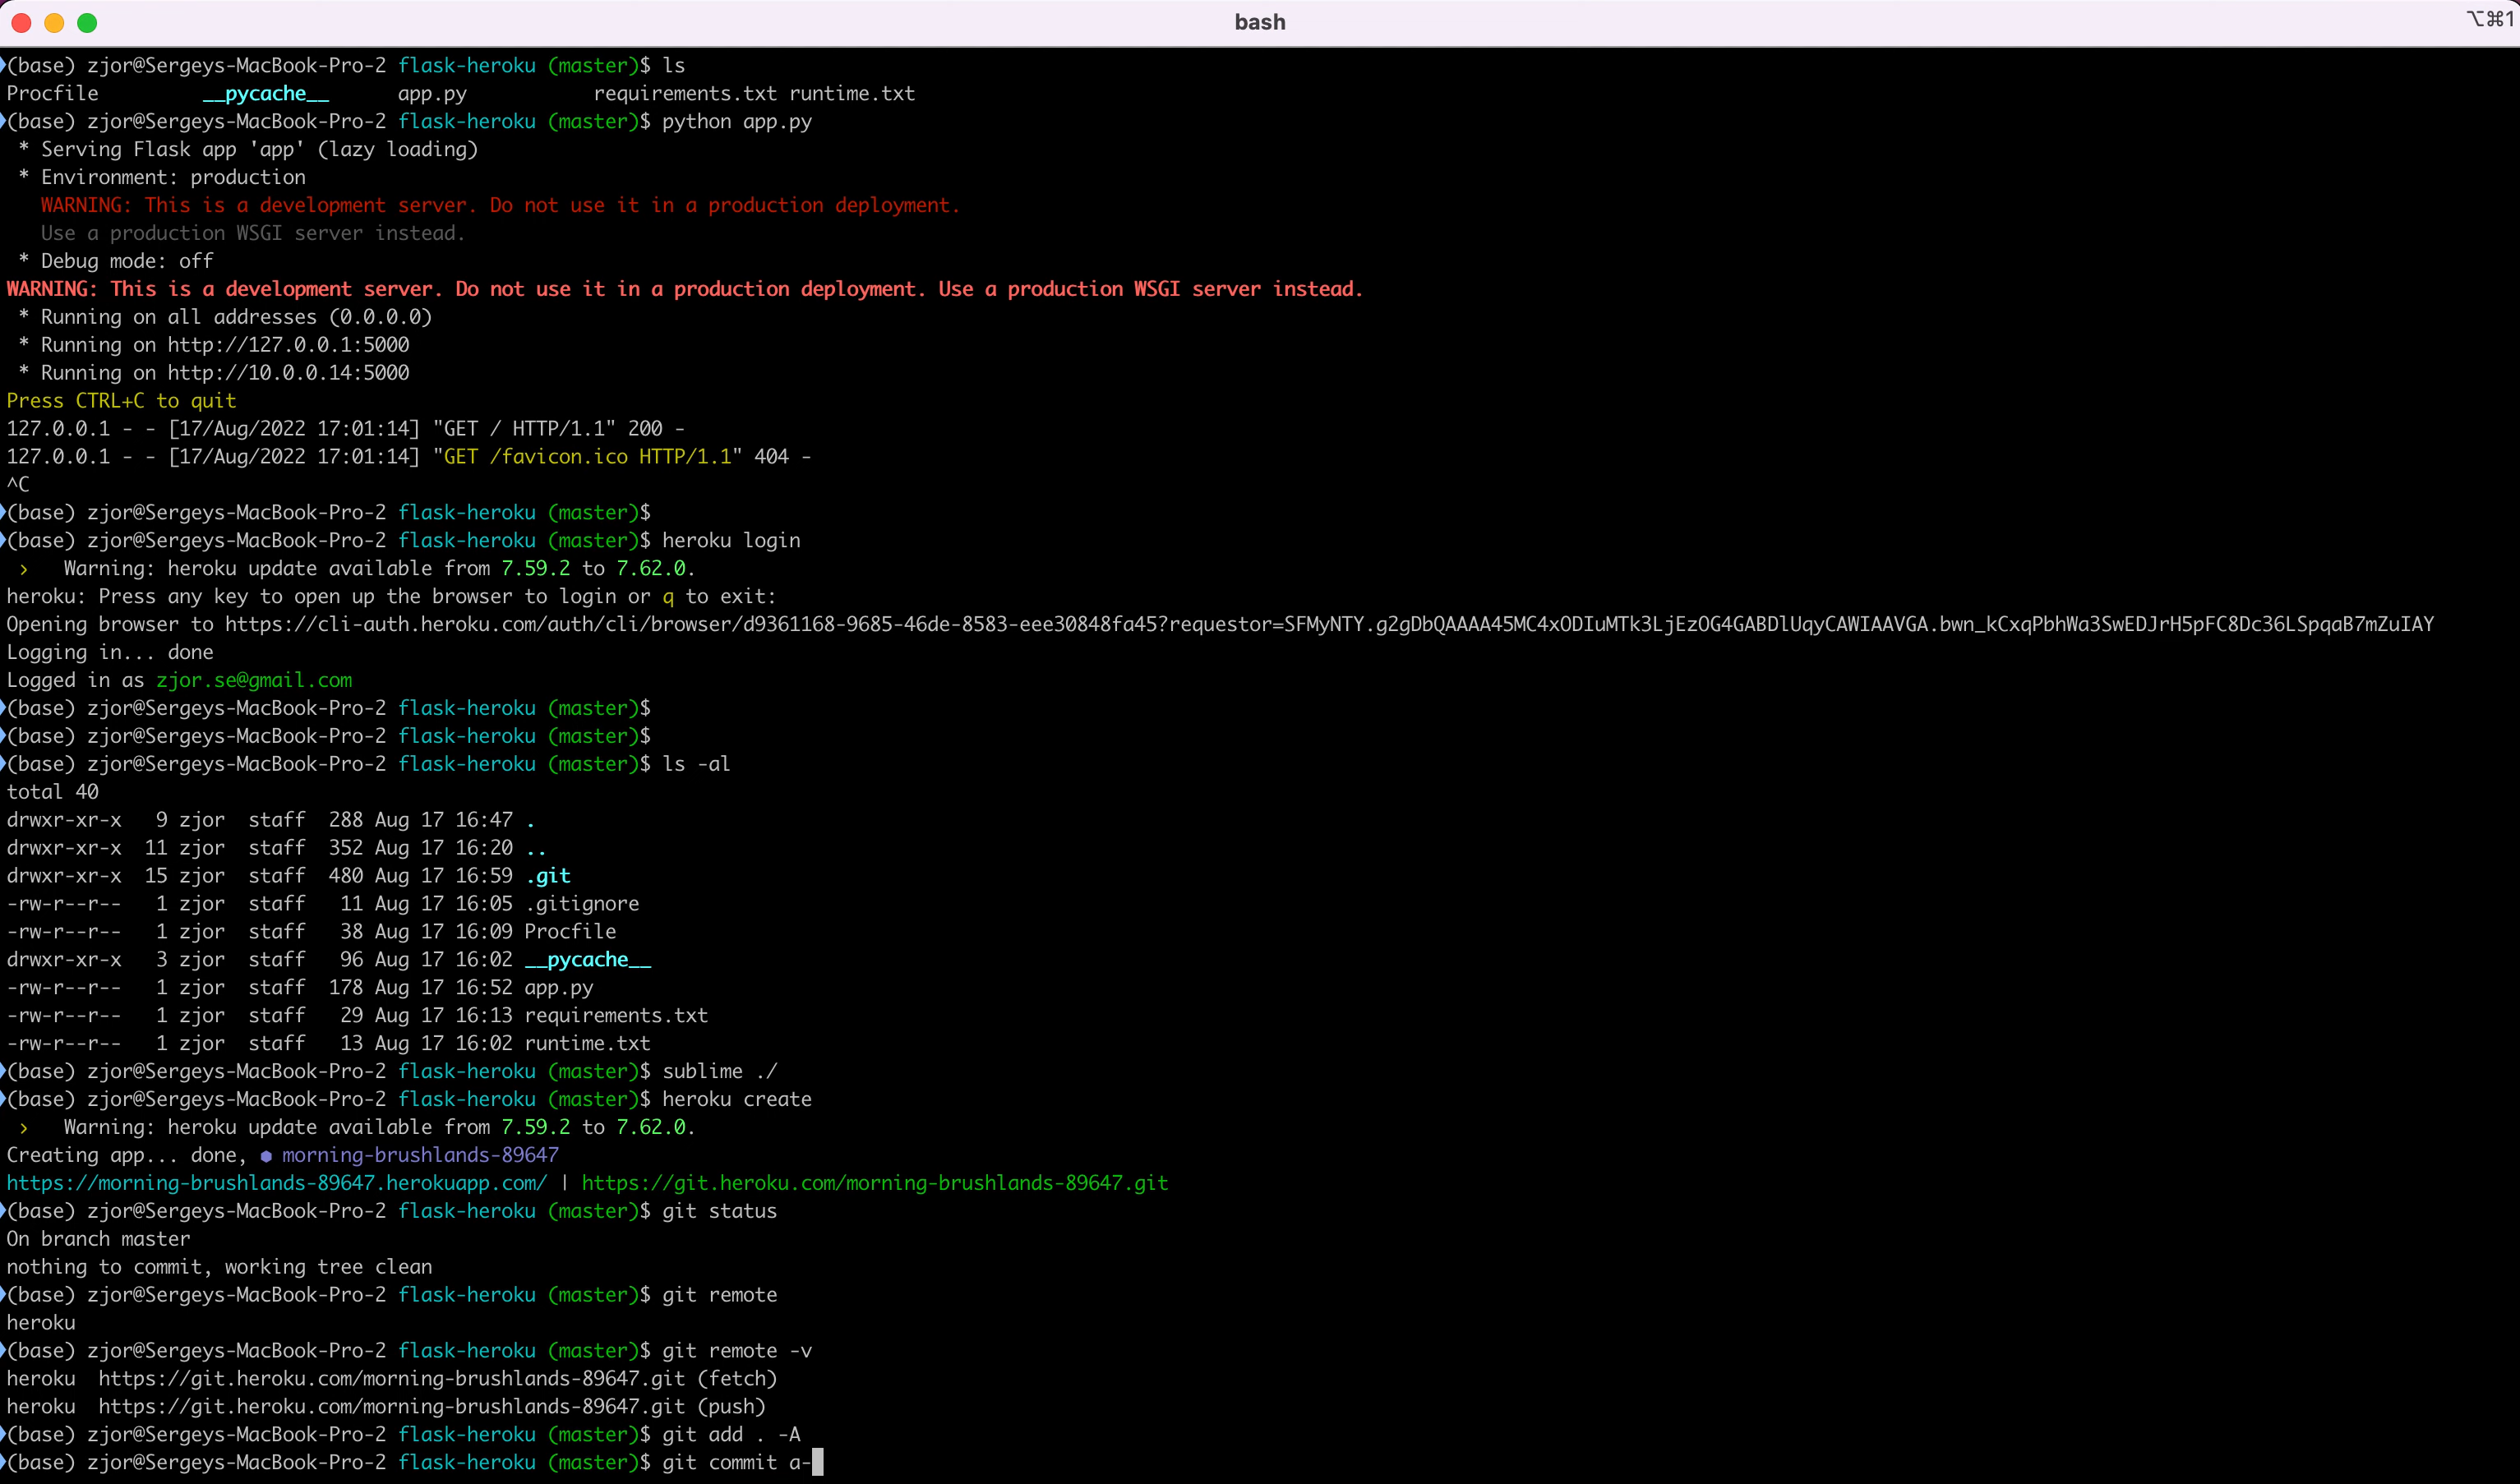 bash
⌥⌘1
(base) zjor@Sergeys-MacBook-Pro-2 flask-heroku (master)$ ls
Procfile __pycache__ app.py requirements.txt runtime.txt
(base) zjor@Sergeys-MacBook-Pro-2 flask-heroku (master)$ python app.py
* Serving Flask app 'app' (lazy loading)
* Environment: production
WARNING: This is a development server. Do not use it in a production deployment.
Use a production WSGI server instead.
* Debug mode: off
WARNING: This is a development server. Do not use it in a production deployment. Use a production WSGI server instead.
* Running on all addresses (0.0.0.0)
* Running on http://127.0.0.1:5000
* Running on http://10.0.0.14:5000
Press CTRL+C to quit
127.0.0.1 - - [17/Aug/2022 17:01:14] "GET / HTTP/1.1" 200 -
127.0.0.1 - - [17/Aug/2022 17:01:14] "GET /favicon.ico HTTP/1.1" 404 -
^C
(base) zjor@Sergeys-MacBook-Pro-2 flask-heroku (master)$
(base) zjor@Sergeys-MacBook-Pro-2 flask-heroku (master)$ heroku login
› Warning: heroku update available from 7.59.2 to 7.62.0.
heroku: Press any key to open up the browser to login or q to exit:
Opening browser to https://cli-auth.heroku.com/auth/cli/browser/d9361168-9685-46de-8583-eee30848fa45?requestor=SFMyNTY.g2gDbQAAAA45MC4xODIuMTk3LjEzOG4GABDlUqyCAWIAAVGA.bwn_kCxqPbhWa3SwEDJrH5pFC8Dc36LSpqaB7mZuIAY
Logging in... done
Logged in as zjor.se@gmail.com
(base) zjor@Sergeys-MacBook-Pro-2 flask-heroku (master)$
(base) zjor@Sergeys-MacBook-Pro-2 flask-heroku (master)$
(base) zjor@Sergeys-MacBook-Pro-2 flask-heroku (master)$ ls -al
total 40
drwxr-xr-x 9 zjor staff 288 Aug 17 16:47 .
drwxr-xr-x 11 zjor staff 352 Aug 17 16:20 ..
drwxr-xr-x 15 zjor staff 480 Aug 17 16:59 .git
-rw-r--r-- 1 zjor staff 11 Aug 17 16:05 .gitignore
-rw-r--r-- 1 zjor staff 38 Aug 17 16:09 Procfile
drwxr-xr-x 3 zjor staff 96 Aug 17 16:02 __pycache__
-rw-r--r-- 1 zjor staff 178 Aug 17 16:52 app.py
-rw-r--r-- 1 zjor staff 29 Aug 17 16:13 requirements.txt
-rw-r--r-- 1 zjor staff 13 Aug 17 16:02 runtime.txt
(base) zjor@Sergeys-MacBook-Pro-2 flask-heroku (master)$ sublime ./
(base) zjor@Sergeys-MacBook-Pro-2 flask-heroku (master)$ heroku create
› Warning: heroku update available from 7.59.2 to 7.62.0.
Creating app... done, ⬢ morning-brushlands-89647
https://morning-brushlands-89647.herokuapp.com/ | https://git.heroku.com/morning-brushlands-89647.git
(base) zjor@Sergeys-MacBook-Pro-2 flask-heroku (master)$ git status
On branch master
nothing to commit, working tree clean
(base) zjor@Sergeys-MacBook-Pro-2 flask-heroku (master)$ git remote
heroku
(base) zjor@Sergeys-MacBook-Pro-2 flask-heroku (master)$ git remote -v
heroku https://git.heroku.com/morning-brushlands-89647.git (fetch)
heroku https://git.heroku.com/morning-brushlands-89647.git (push)
(base) zjor@Sergeys-MacBook-Pro-2 flask-heroku (master)$ git add . -A
(base) zjor@Sergeys-MacBook-Pro-2 flask-heroku (master)$ git commit a-